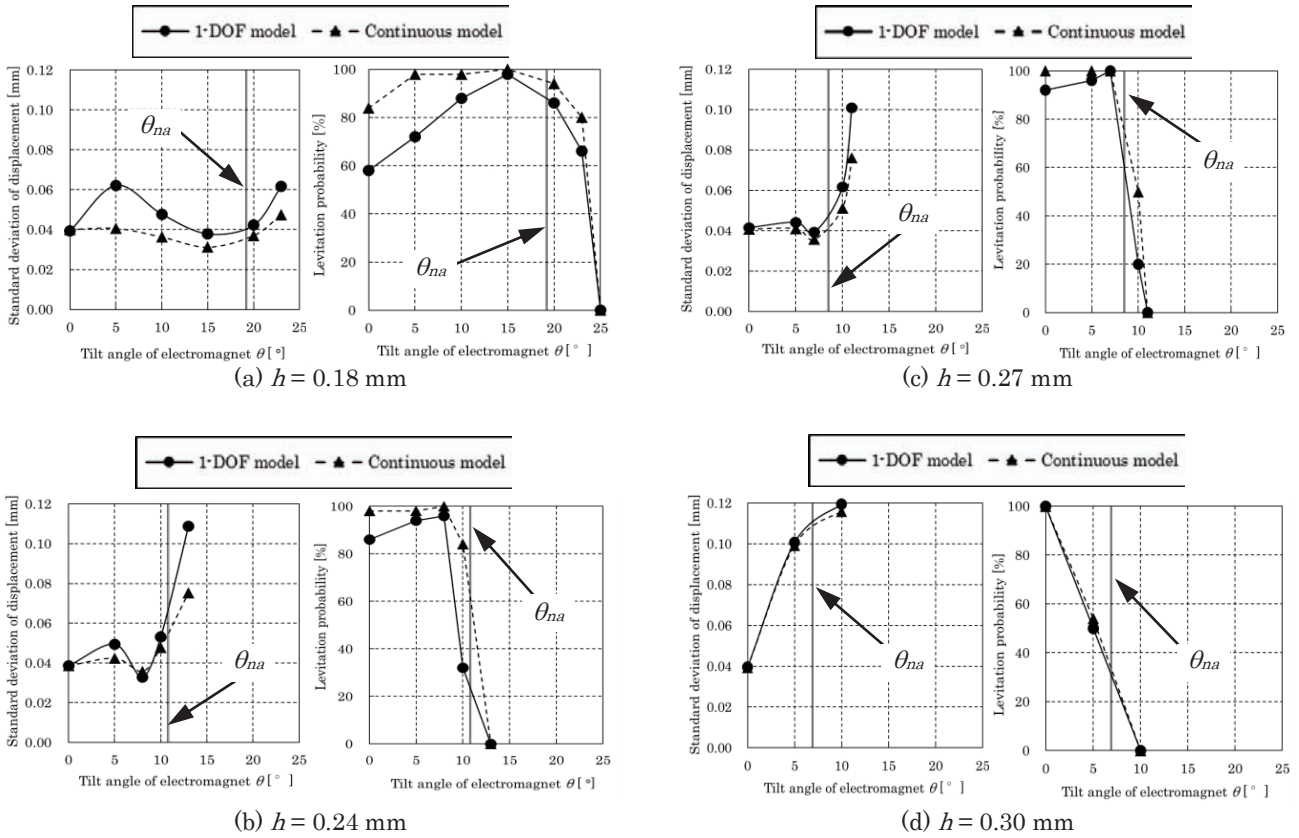 1-DOF model Continuous model
Standard deviation of displacement [mm]
0.12
0.10
0.08
0.06
0.04
0.02
0.00
θna
0 5 10 15 20 25
Tilt angle of electromagnet θ [ °]
Levitation probability [%]
100
80
60
40
20
0
θna
0 5 10 15 20 25
Tilt angle of electromagnet θ [ ° ]
(a) h = 0.18 mm
1-DOF model Continuous model
Standard deviation of displacement [mm]
0.12
0.10
0.08
0.06
0.04
0.02
0.00
θna
0 5 10 15 20 25
Tilt angle of electromagnet θ [°]
Levitation probability [%]
100
80
60
40
20
0
θna
0 5 10 15 20 25
Tilt angle of electromagnet θ [ ° ]
(c) h = 0.27 mm
1-DOF model Continuous model
Standard deviation of displacement [mm]
0.12
0.10
0.08
0.06
0.04
0.02
0.00
θna
0 5 10 15 20 25
Tilt angle of electromagnet θ [ ° ]
Levitation probability [%]
100
80
60
40
20
0
θna
0 5 10 15 20 25
Tilt angle of electromagnet θ [ °]
(b) h = 0.24 mm
1-DOF model Continuous model
Standard deviation of displacement [mm]
0.12
0.10
0.08
0.06
0.04
0.02
0.00
θna
0 5 10 15 20 25
Tilt angle of electromagnet θ [ ° ]
Levitation probability [%]
100
80
60
40
20
0
θna
0 5 10 15 20 25
Tilt angle of electromagnet θ [ ° ]
(d) h = 0.30 mm